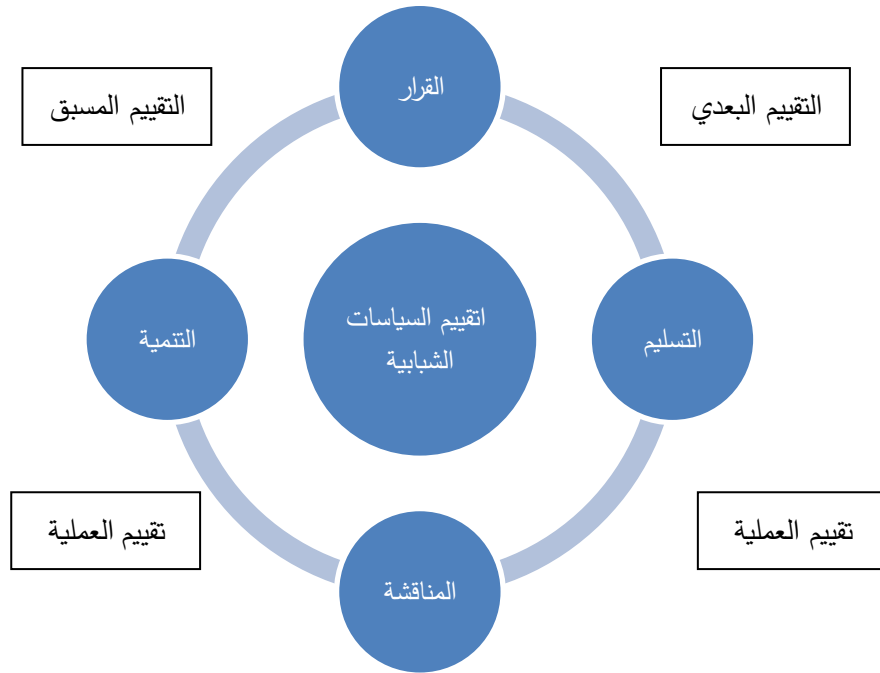 القرار
التقييم البعدي
التقييم المسبق
اتقييم السياسات
الشبابية
التسليم
التنمية
تقييم العملية
تقييم العملية
المناقشة